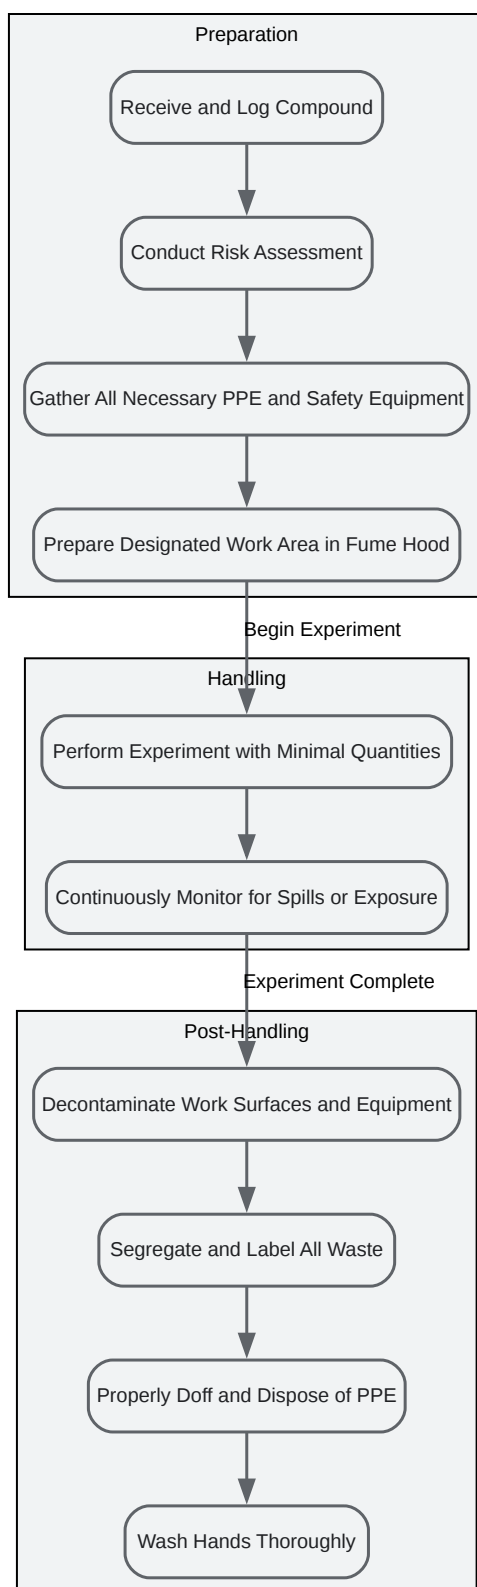 Preparation
Receive and Log Compound
Conduct Risk Assessment
Gather All Necessary PPE and Safety Equipment
Prepare Designated Work Area in Fume Hood
Begin Experiment
Handling
Perform Experiment with Minimal Quantities
Continuously Monitor for Spills or Exposure
Experiment Complete
Post-Handling
Decontaminate Work Surfaces and Equipment
Segregate and Label All Waste
Properly Doff and Dispose of PPE
Wash Hands Thoroughly